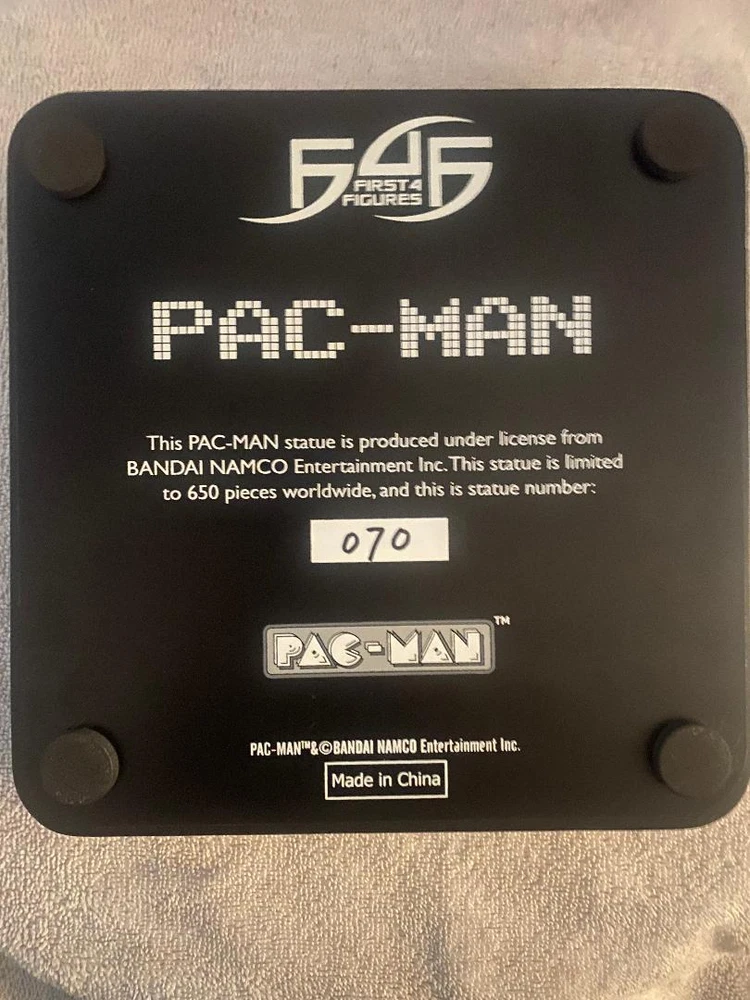 F4F
FIRST 4
FIGURES
PAC-MAN
This PAC-MAN statue is produced under license from
BANDAI NAMCO Entertainment Inc. This statue is limited
to 650 pieces worldwide, and this is statue number:
070
PAC-MAN™
PAC-MAN™&©BANDAI NAMCO Entertainment Inc.
Made in China